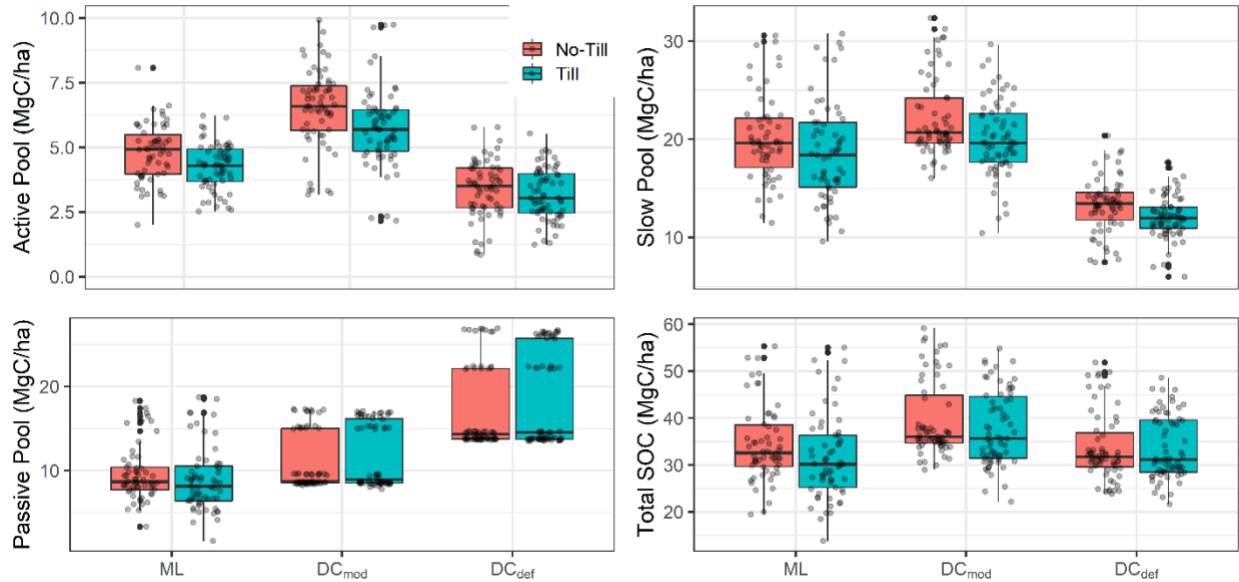 Active Pool (MgC/ha)
10.0
7.5
5.0
2.5
0.0
No-Till
Till
Slow Pool (MgC/ha)
30
20
10
Passive Pool (MgC/ha)
20
10
ML
DCmod
DCdef
Total SOC (MgC/ha)
60
50
40
30
20
ML
DCmod
DCdef